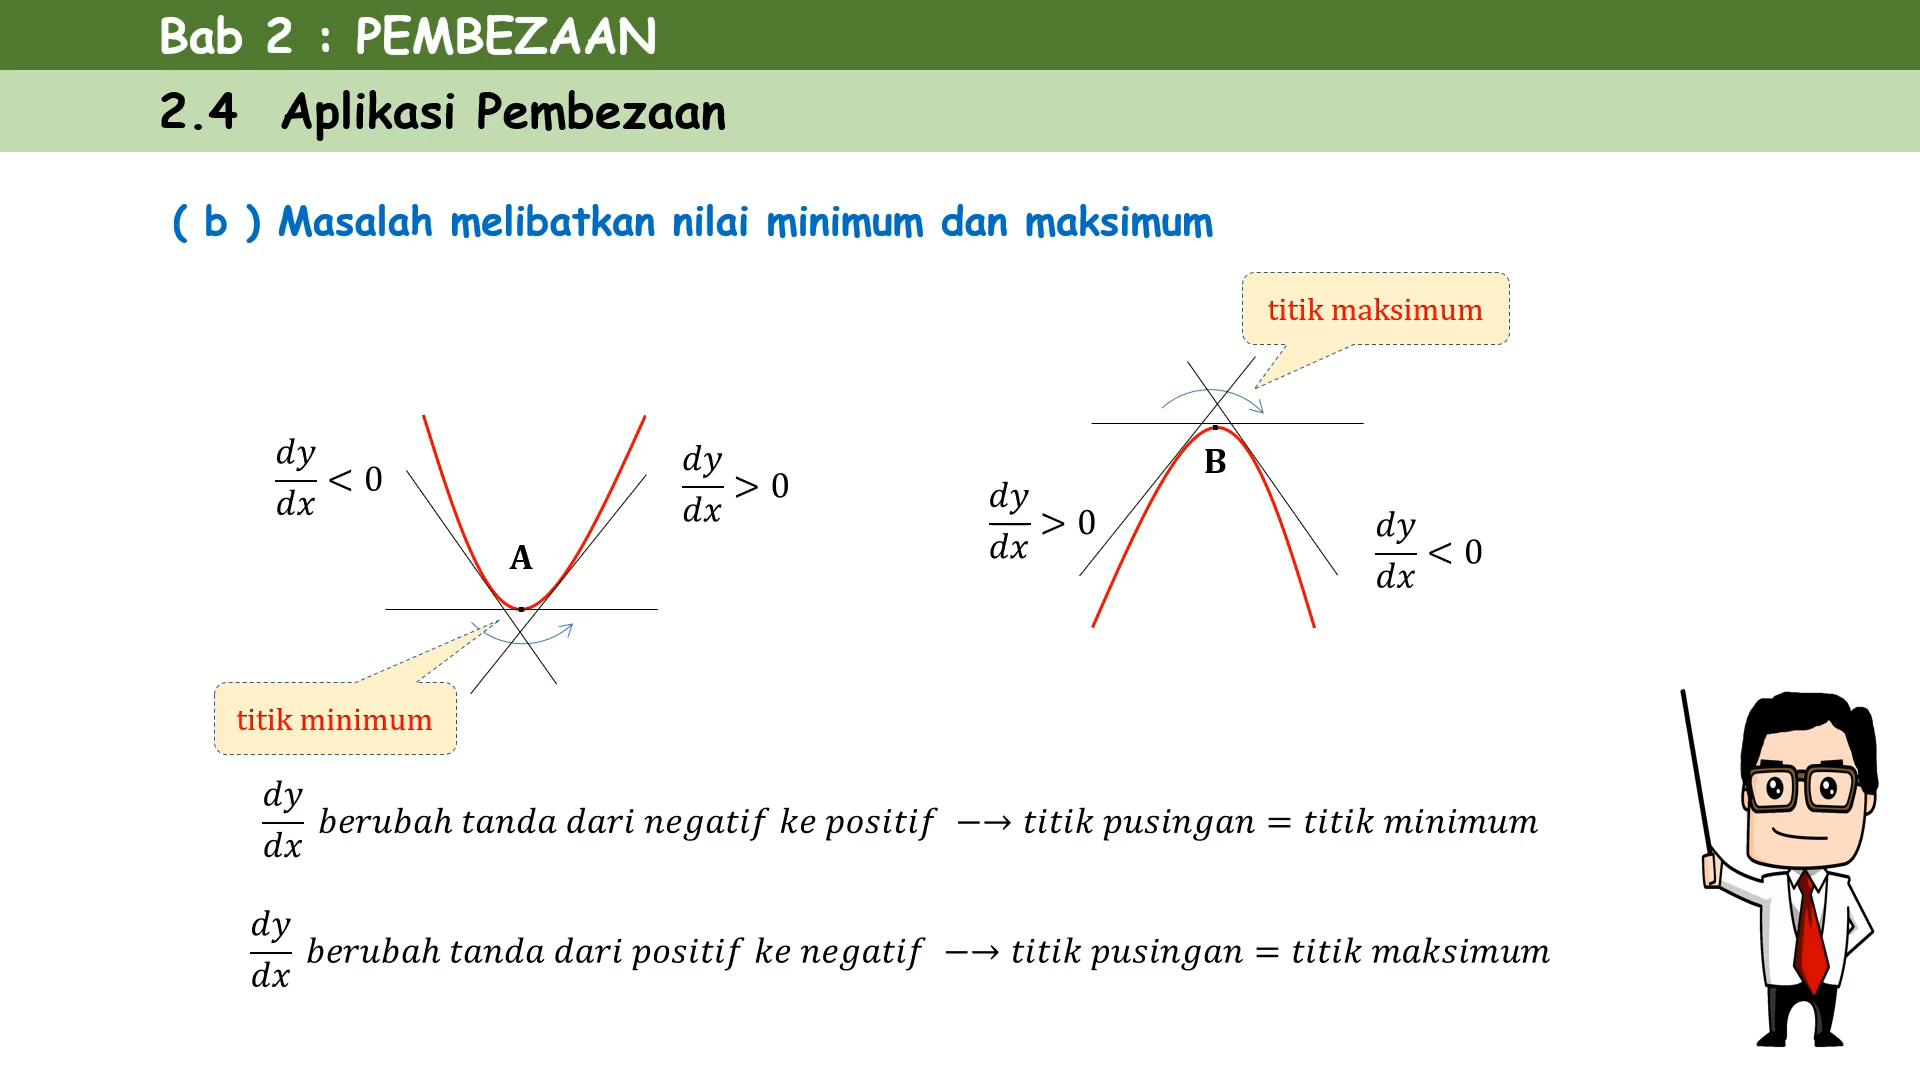 Bab 2 : PEMBEZAAN
2.4 Aplikasi Pembezaan
( b ) Masalah melibatkan nilai minimum dan maksimum
titik maksimum
dy/dx < 0
dy/dx > 0
A
titik minimum
B
dy/dx > 0
dy/dx < 0
dy/dx berubah tanda dari negatif ke positif −→ titik pusingan = titik minimum
dy/dx berubah tanda dari positif ke negatif −→ titik pusingan = titik maksimum